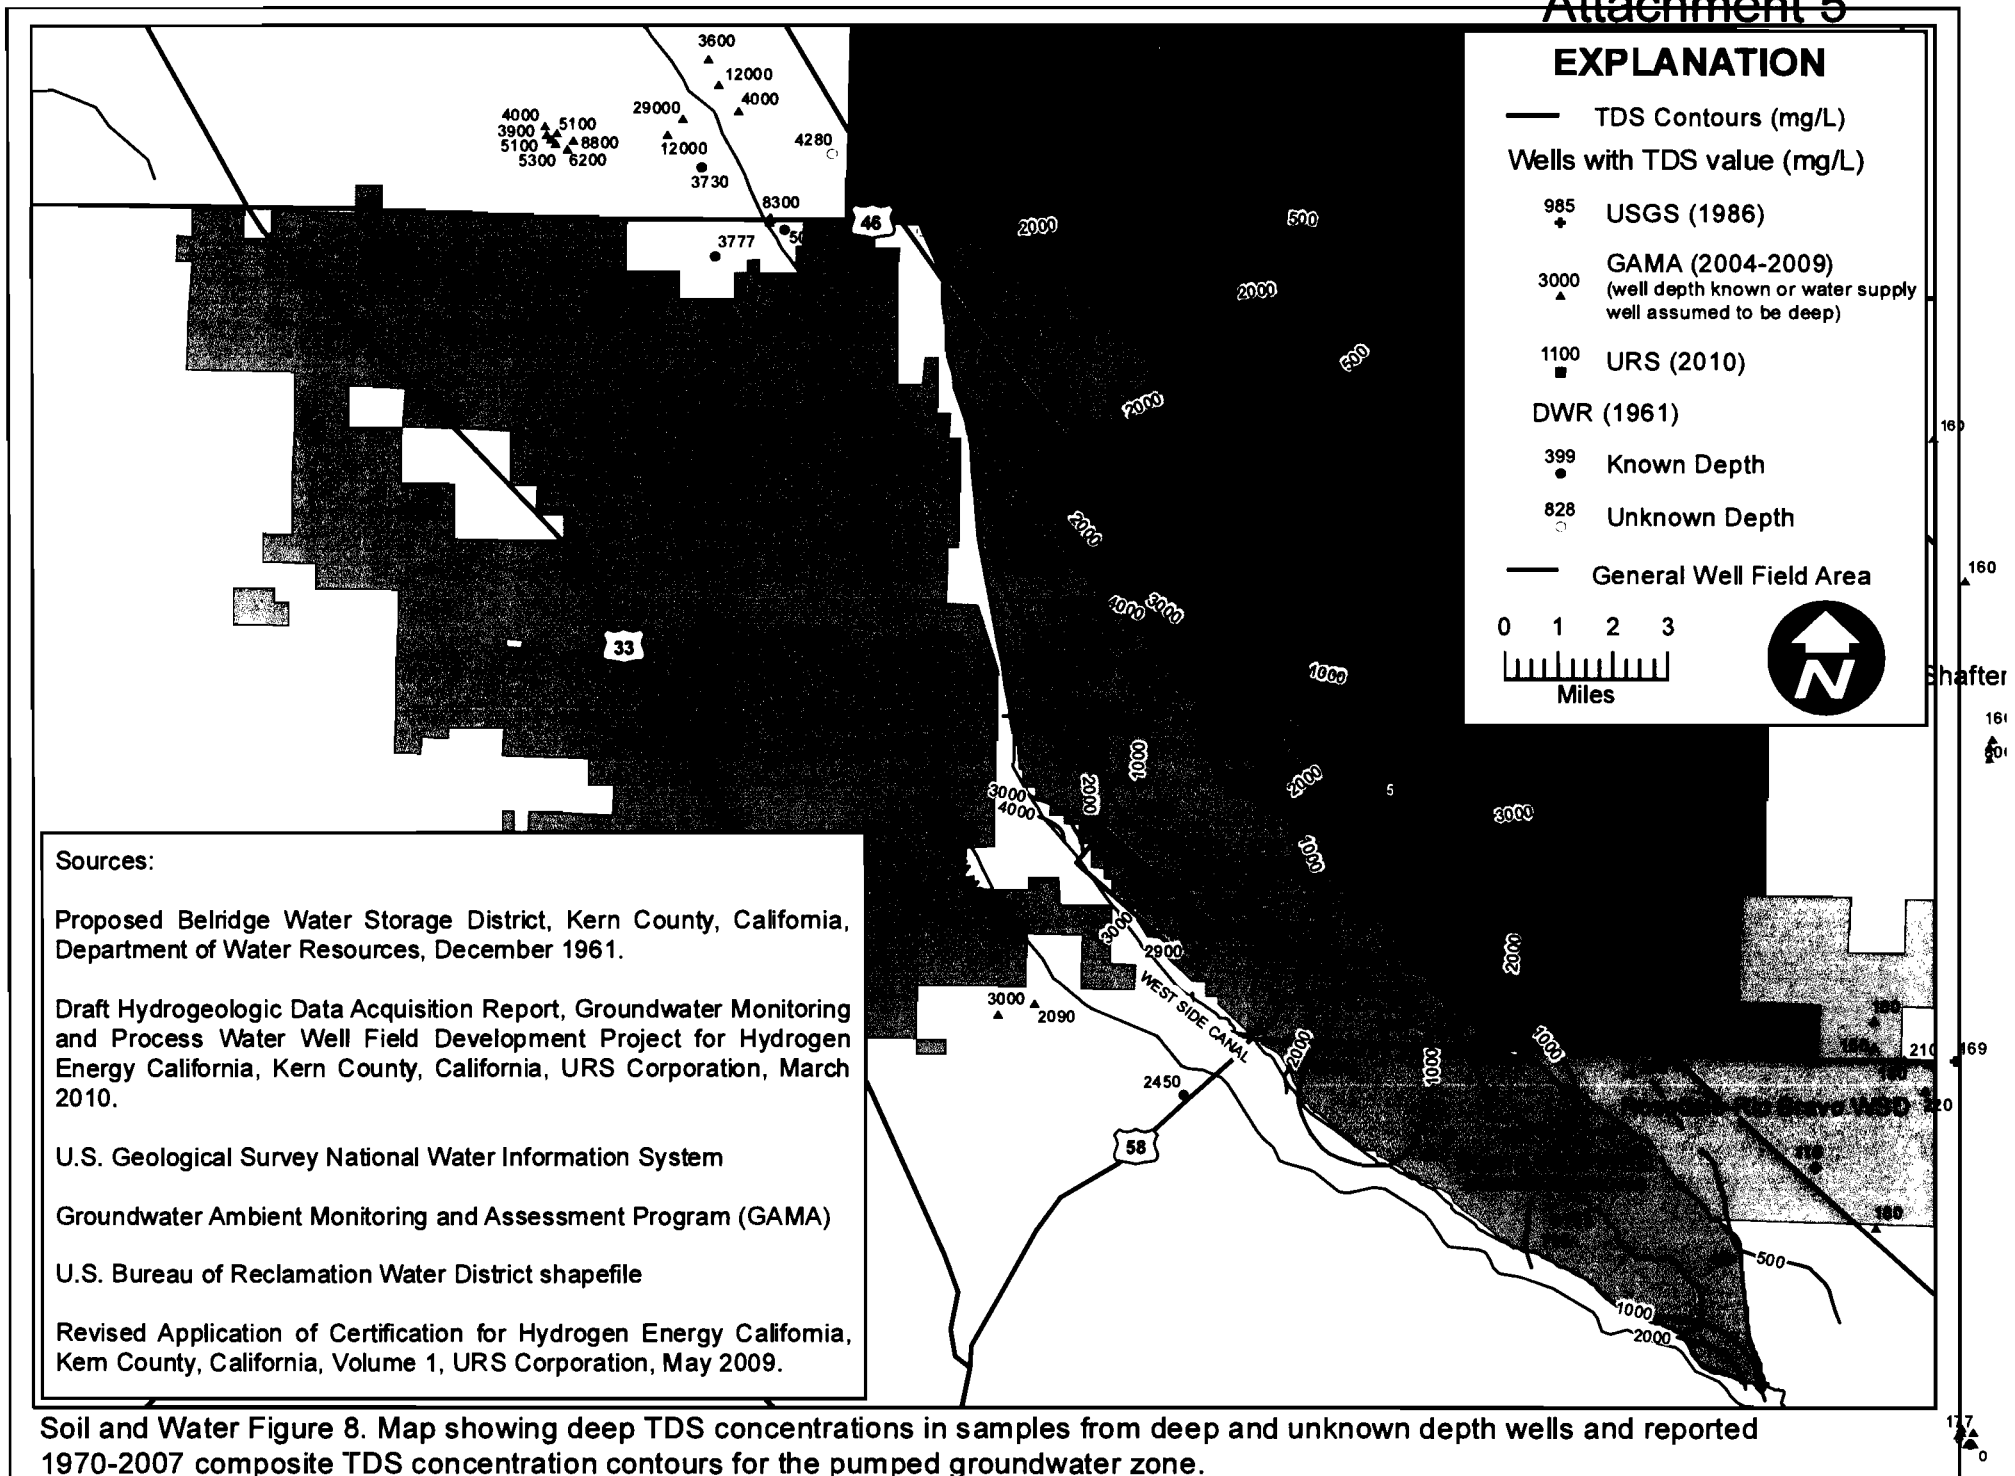 Attachment 5
EXPLANATION
TDS Contours (mg/L)
Wells with TDS value (mg/L)
985
USGS (1986)
3000
GAMA (2004-2009)
(well depth known or water supply
well assumed to be deep)
1100
URS (2010)
DWR (1961)
399
Known Depth
828
Unknown Depth
General Well Field Area
0 1 2 3
Miles
N
3600
12000
4000
29000
12000
3730
4280
4000
3900
5100
5100
8800
5300
6200
8300
3777
46
2000
500
2000
500
2000
2000
4000
3000
1000
33
160
160
Shafter
1000
2000
2000
5
3000
3000
4000
1000
3000
2900
2000
WEST SIDE CANAL
3000
2090
2450
58
2000
1000
1000
180
210
169
180
500
1000
2000
177
0
Sources:
Proposed Belridge Water Storage District, Kern County, California,
Department of Water Resources, December 1961.
Draft Hydrogeologic Data Acquisition Report, Groundwater Monitoring
and Process Water Well Field Development Project for Hydrogen
Energy California, Kern County, California, URS Corporation, March
2010.
U.S. Geological Survey National Water Information System
Groundwater Ambient Monitoring and Assessment Program (GAMA)
U.S. Bureau of Reclamation Water District shapefile
Revised Application of Certification for Hydrogen Energy California,
Kern County, California, Volume 1, URS Corporation, May 2009.
Soil and Water Figure 8. Map showing deep TDS concentrations in samples from deep and unknown depth wells and reported
1970-2007 composite TDS concentration contours for the pumped groundwater zone.